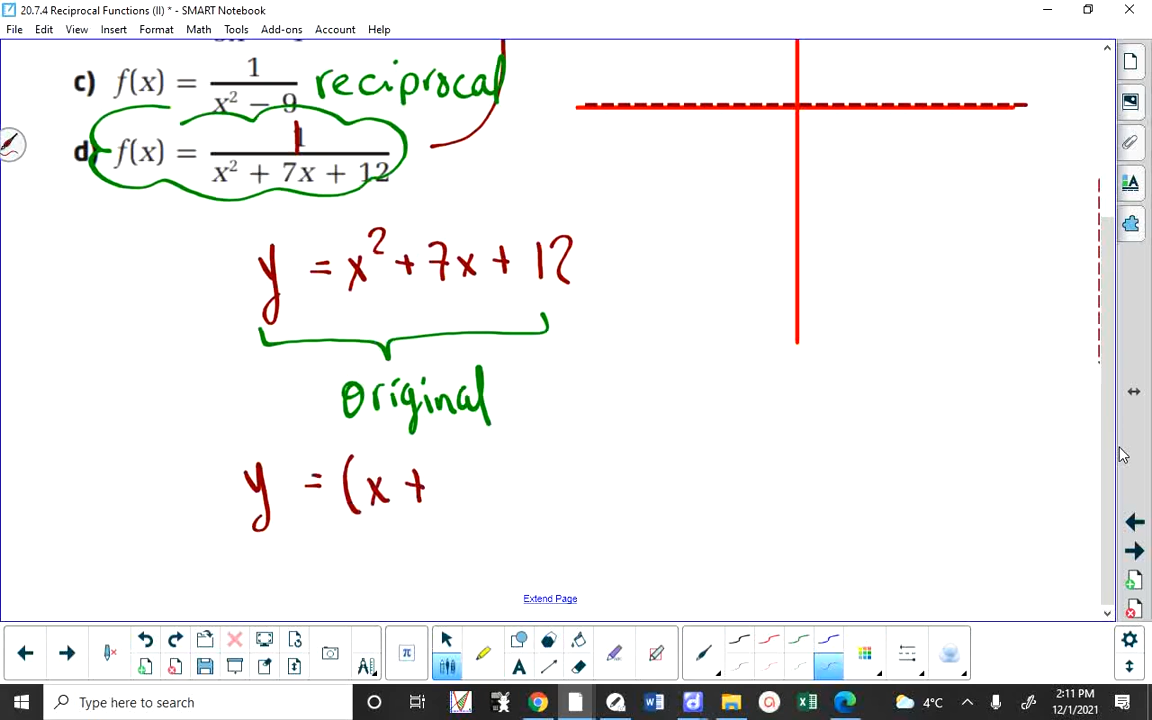 20.7.4 Reciprocal Functions (II) * - SMART Notebook
File Edit View Insert Format Math Tools Add-ons Account Help
c) f(x) = 1 / (x² − 9) reciprocal
d) f(x) = 1 / (x² + 7x + 12)
y = x² + 7x + 12
original
y = (x +
Extend Page
Type here to search
4°C
2:11 PM
12/1/2021